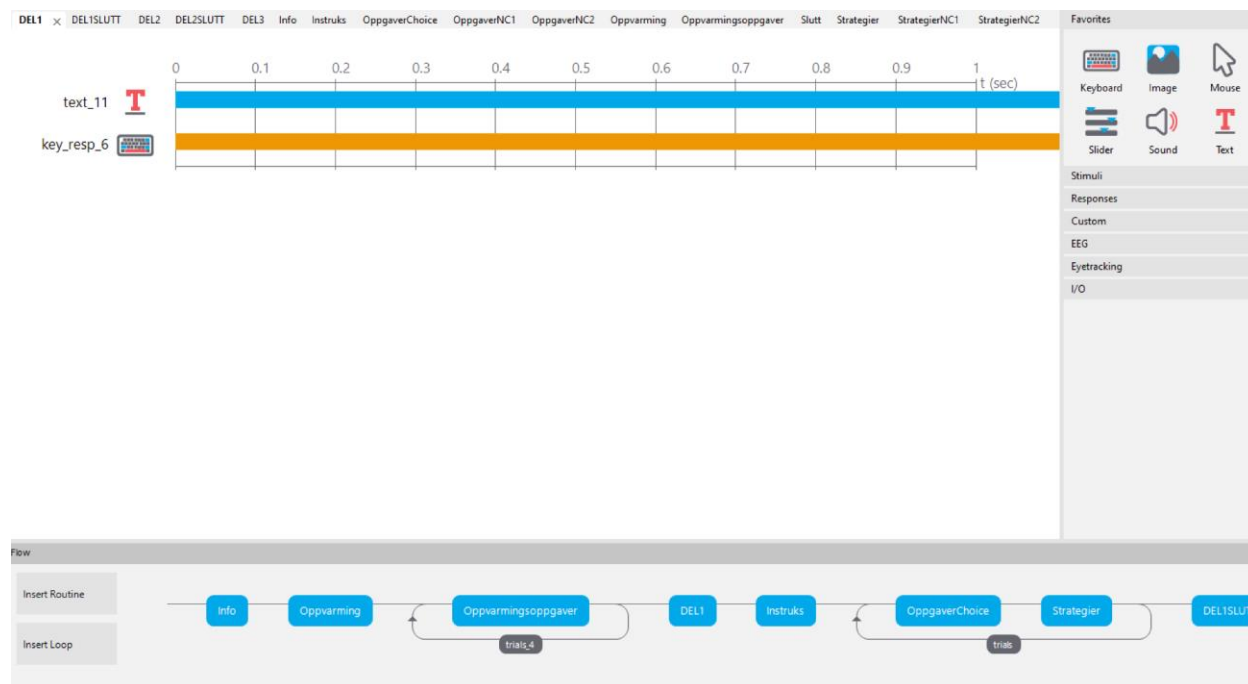 DEL1 × DEL1SLUTT DEL2 DEL2SLUTT DEL3 Info Instruks OppgaverChoice OppgaverNC1 OppgaverNC2 Oppvarming Oppvarmingsoppgaver Slutt Strategier StrategierNC1 StrategierNC2
Favorites
0 0.1 0.2 0.3 0.4 0.5 0.6 0.7 0.8 0.9 1
t (sec)
text_11 T
key_resp_6
Keyboard Image Mouse
T
Slider Sound Text
Stimuli
Responses
Custom
EEG
Eyetracking
I/O
Flow
Insert Routine
Insert Loop
Info Oppvarming Oppvarmingsoppgaver DEL1 Instruks OppgaverChoice Strategier DEL1SLU
trials_4 trials